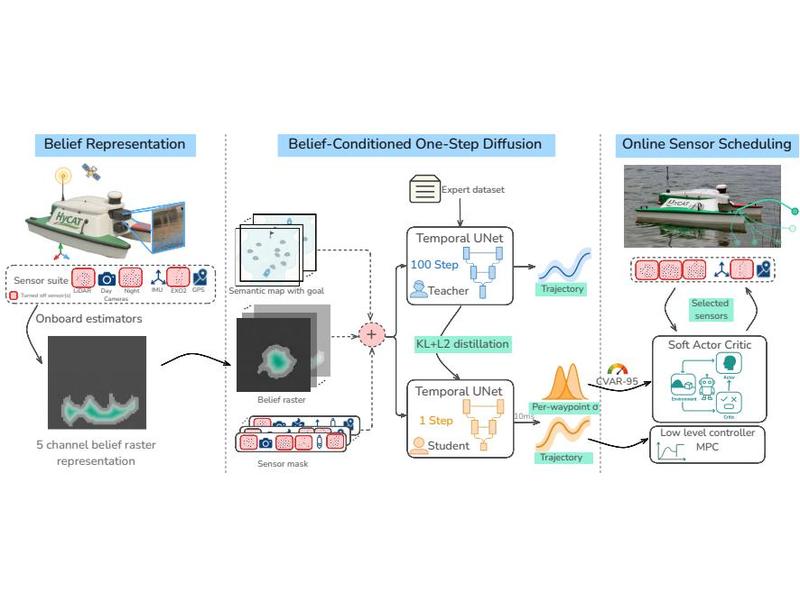 Belief Representation
HyCAT
Sensor suite
LiDAR
Day
Night
Cameras
IMU
EXO2
GPS
Turned off sensor(s)
Onboard estimators
5 channel belief raster
representation
Belief-Conditioned One-Step Diffusion
Expert dataset
Semantic map with goal
Belief raster
Sensor mask
+
Temporal UNet
100 Step
Teacher
Trajectory
KL+L2 distillation
Temporal UNet
1 Step
Student
10ms
Per-waypoint σ
Trajectory
CVAR-95
Online Sensor Scheduling
Selected
sensors
Soft Actor Critic
Actor
Environment
Critic
Low level controller
MPC